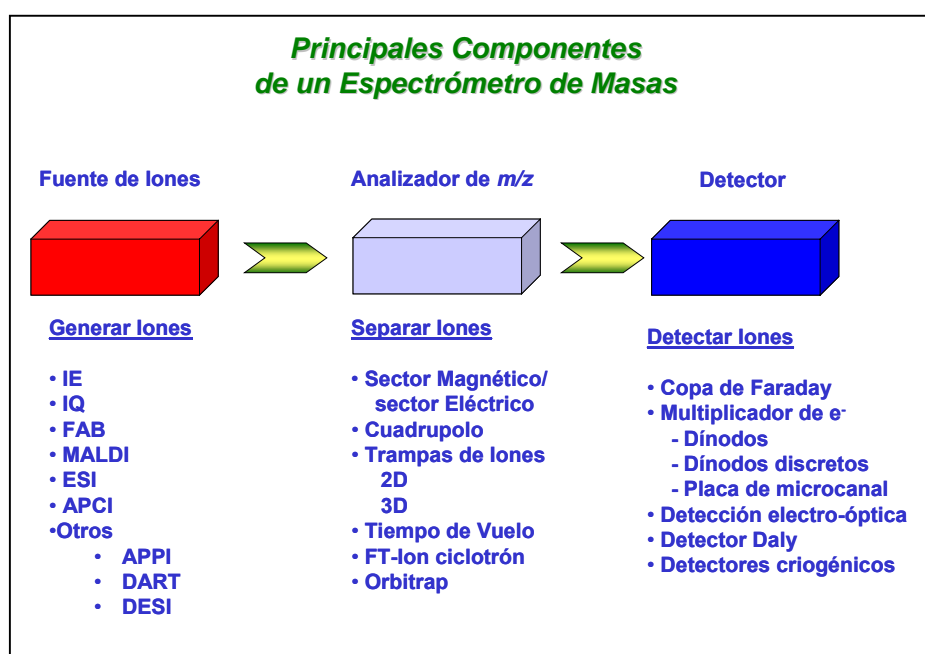 Principales Componentes
de un Espectrómetro de Masas
Fuente de Iones
Analizador de m/z
Detector
Generar Iones
• IE
• IQ
• FAB
• MALDI
• ESI
• APCI
•Otros
• APPI
• DART
• DESI
Separar Iones
• Sector Magnético/
sector Eléctrico
• Cuadrupolo
• Trampas de Iones
2D
3D
• Tiempo de Vuelo
• FT-Ion ciclotrón
• Orbitrap
Detectar Iones
• Copa de Faraday
• Multiplicador de e-
- Dínodos
- Dínodos discretos
- Placa de microcanal
• Detección electro-óptica
• Detector Daly
• Detectores criogénicos